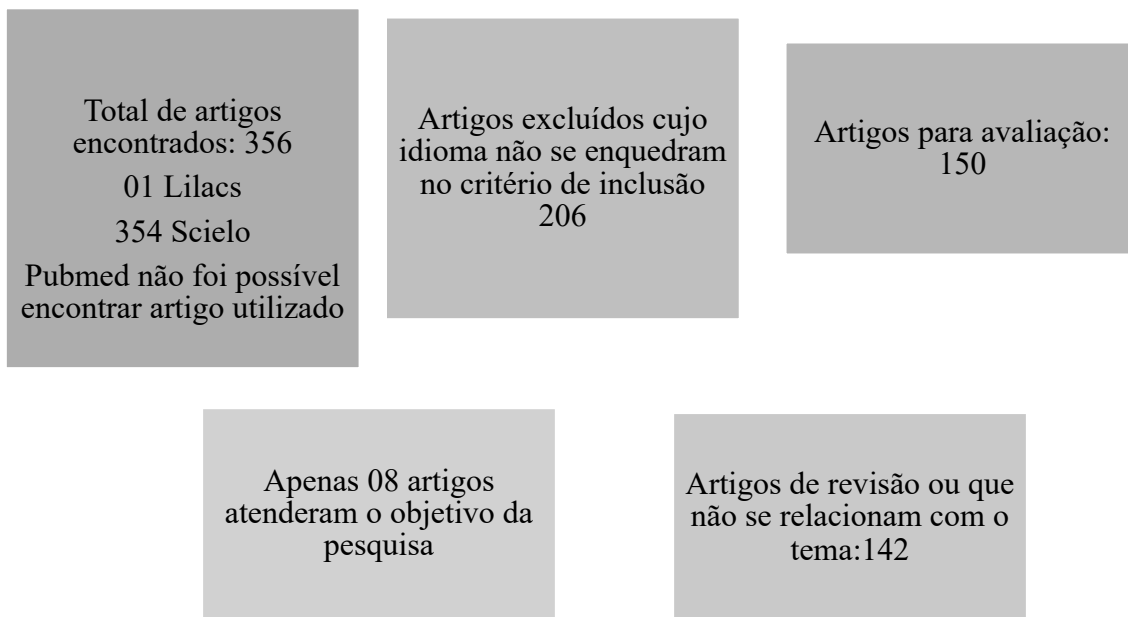 Total de artigos
encontrados: 356
01 Lilacs
354 Scielo
Pubmed não foi possível
encontrar artigo utilizado
Artigos excluídos cujo
idioma não se enquedram
no critério de inclusão
206
Artigos para avaliação:
150
Apenas 08 artigos
atenderam o objetivo da
pesquisa
Artigos de revisão ou que
não se relacionam com o
tema:142